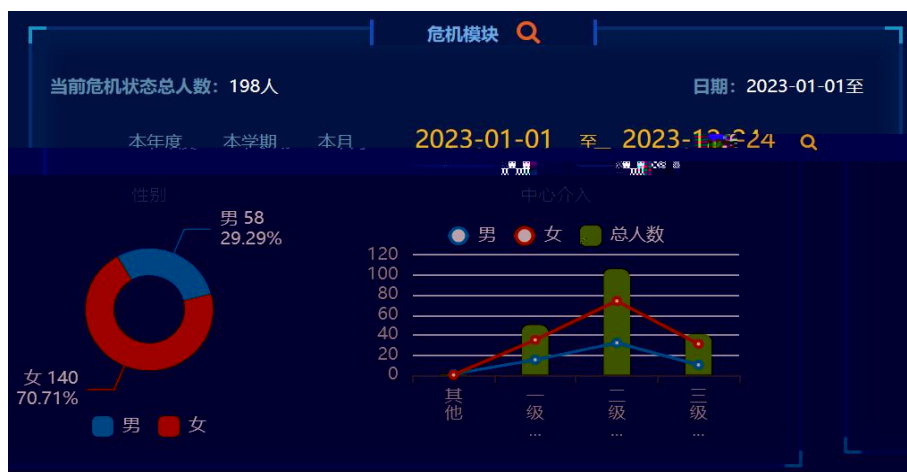 危机模块
当前危机状态总人数：198人
日期：2023-01-01至
本年度 本学期 本月 2023-01-01 至
性别
中心介入
男 58
29.29%
女 140
70.71%
男 女
男 女 总人数
120
100
80
60
40
20
0
其他 一级... 二级... 三级...